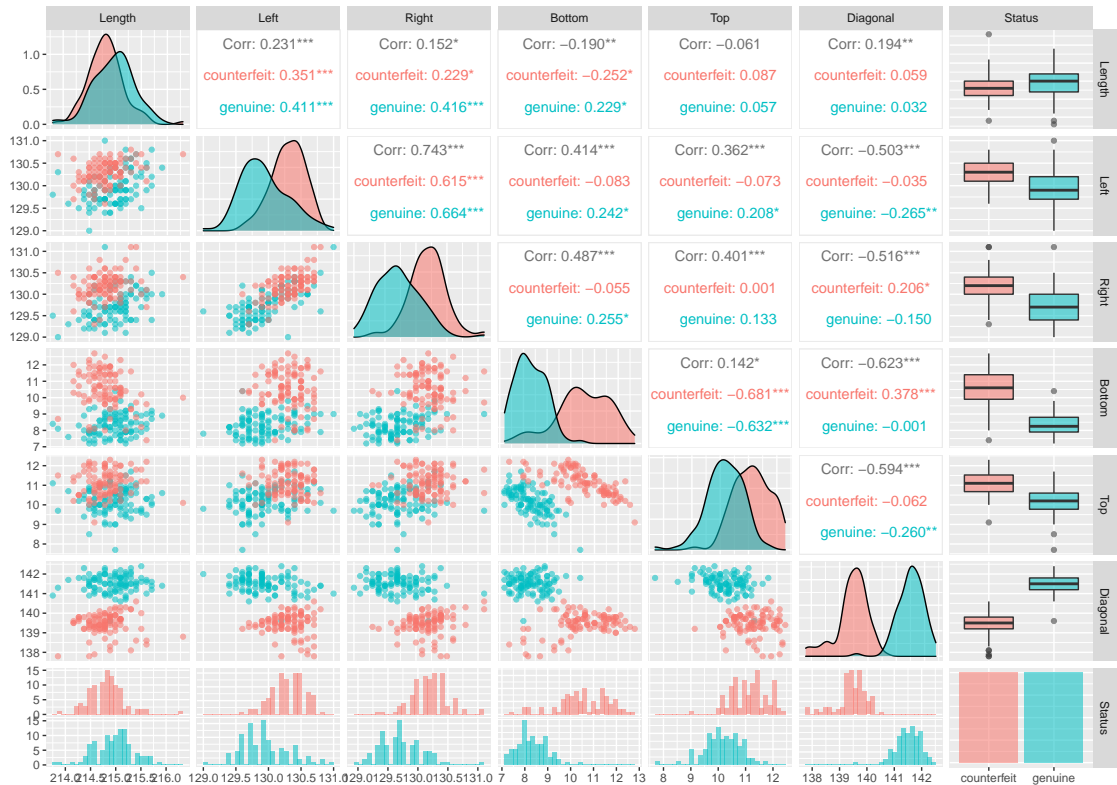 Length Left Right Bottom Top Diagonal Status
1.0 Corr: 0.231*** Corr: 0.152* Corr: −0.190** Corr: −0.061 Corr: 0.194**
0.5 counterfeit: 0.351*** counterfeit: 0.229* counterfeit: −0.252* counterfeit: 0.087 counterfeit: 0.059 Length
0.0 genuine: 0.411*** genuine: 0.416*** genuine: 0.229* genuine: 0.057 genuine: 0.032
131.0 Corr: 0.743*** Corr: 0.414*** Corr: 0.362*** Corr: −0.503***
130.5
130.0 counterfeit: 0.615*** counterfeit: −0.083 counterfeit: −0.073 counterfeit: −0.035 Left
129.5 genuine: 0.664*** genuine: 0.242* genuine: 0.208* genuine: −0.265**
129.0
131.0 Corr: 0.487*** Corr: 0.401*** Corr: −0.516***
130.5
130.0 counterfeit: −0.055 counterfeit: 0.001 counterfeit: 0.206* Right
129.5 genuine: 0.255* genuine: 0.133 genuine: −0.150
129.0
12 Corr: 0.142* Corr: −0.623***
11
10 counterfeit: −0.681*** counterfeit: 0.378*** Bottom
9
8 genuine: −0.632*** genuine: −0.001
7
12 Corr: −0.594***
11
10 counterfeit: −0.062 Top
9 genuine: −0.260**
8
142
141
140 Diagonal
139
138
15
10
5
0 Status
15
10
5
0
214.0 214.5 215.0 215.5 216.0 129.0 129.5 130.0 130.5 131.0 129.0 129.5 130.0 130.5 131.0 7 8 9 10 11 12 13 8 9 10 11 12 138 139 140 141 142 counterfeit genuine